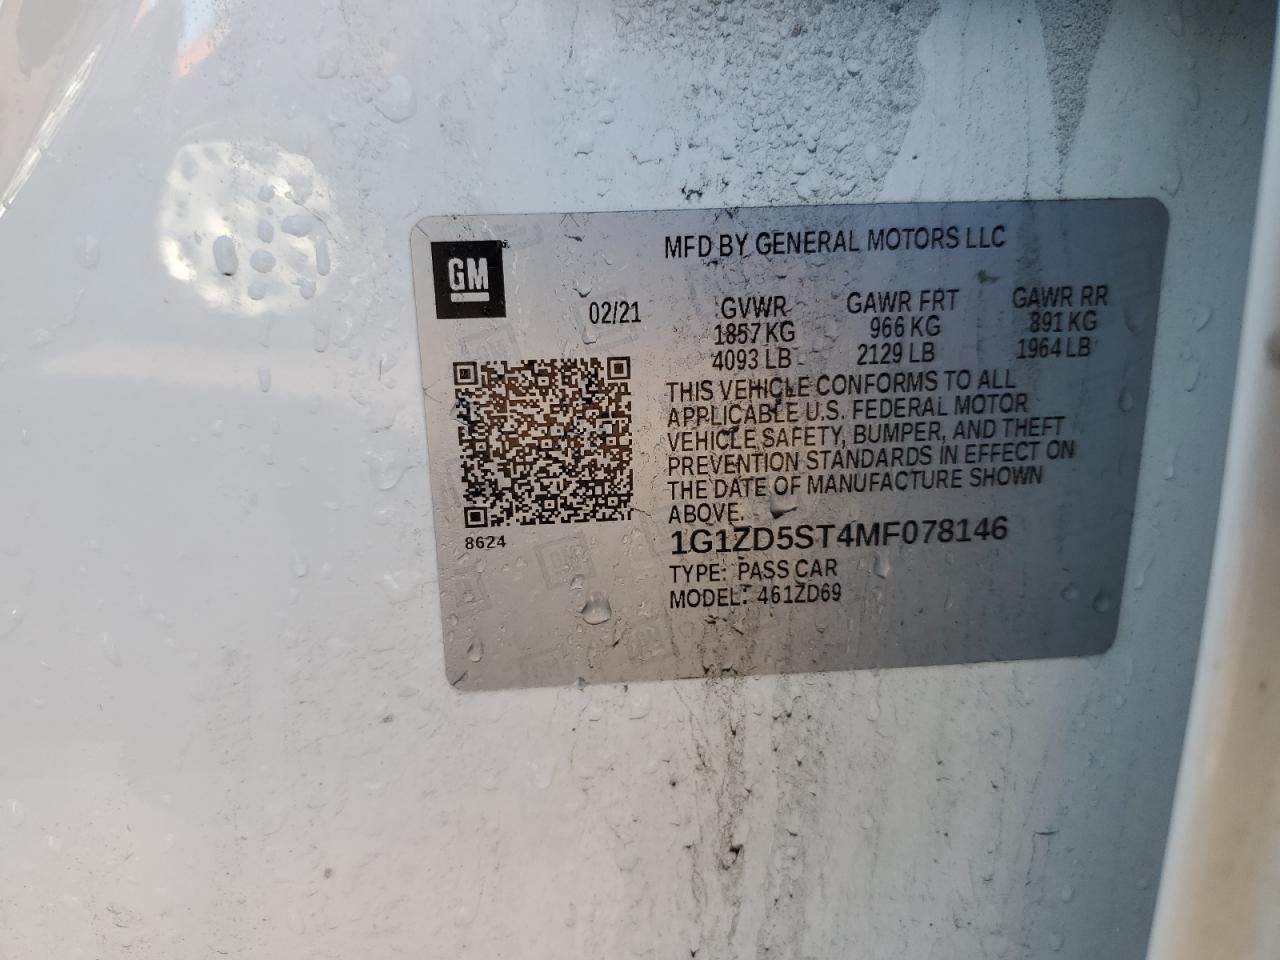 GM
MFD BY GENERAL MOTORS LLC
02/21
GVWR GAWR FRT GAWR RR
1857 KG 966 KG 891 KG
4093 LB 2129 LB 1964 LB
THIS VEHICLE CONFORMS TO ALL
APPLICABLE U.S. FEDERAL MOTOR
VEHICLE SAFETY, BUMPER, AND THEFT
PREVENTION STANDARDS IN EFFECT ON
THE DATE OF MANUFACTURE SHOWN
ABOVE.
8624
1G1ZD5ST4MF078146
TYPE: PASS CAR
MODEL: 461ZD69